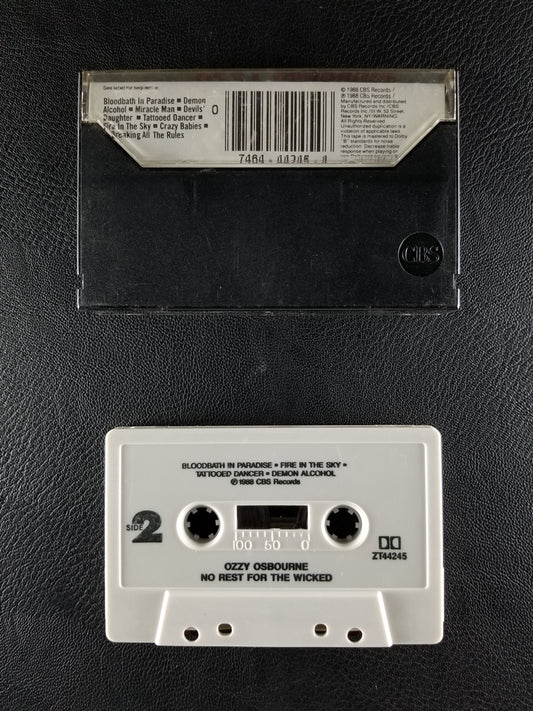 See label for sequence.
Bloodbath In Paradise ■ Demon
Alcohol ■ Miracle Man ■ Devils'
Daughter ■ Tattooed Dancer ■
Fire In The Sky ■ Crazy Babies ■
Breaking All The Rules
0
7464 44245 4
© 1988 CBS Records /
℗ 1988 CBS Records /
Manufactured and distributed
by CBS Records Inc./CBS
Records Inc./51 W. 52 Street,
New York, NY/WARNING:
All Rights Reserved.
Unauthorized duplication is a
violation of applicable laws.
This tape is mastered to Dolby
"B" standards for noise
reduction. Decrease treble
response when playing on
CBS
BLOODBATH IN PARADISE • FIRE IN THE SKY •
TATTOOED DANCER • DEMON ALCOHOL
℗ 1988 CBS Records
SIDE 2
100 50 0
ZT44245
OZZY OSBOURNE
NO REST FOR THE WICKED